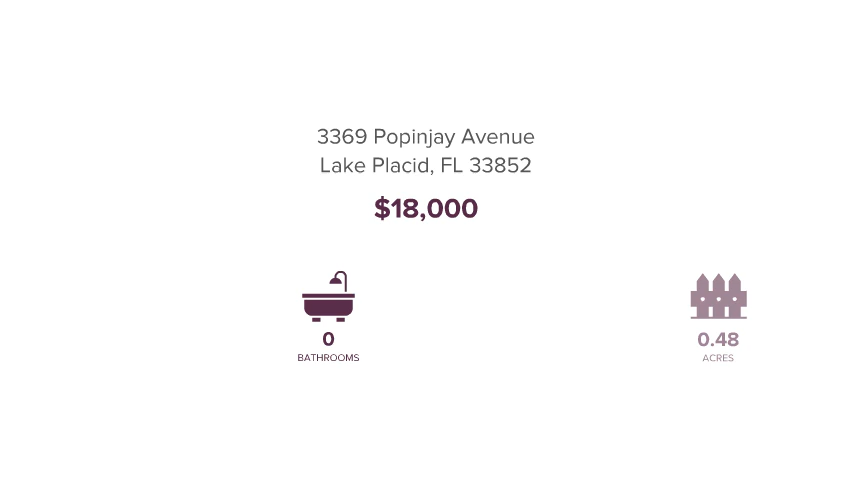 3369 Popinjay Avenue
Lake Placid, FL 33852
$18,000
0
BATHROOMS
0.48
ACRES